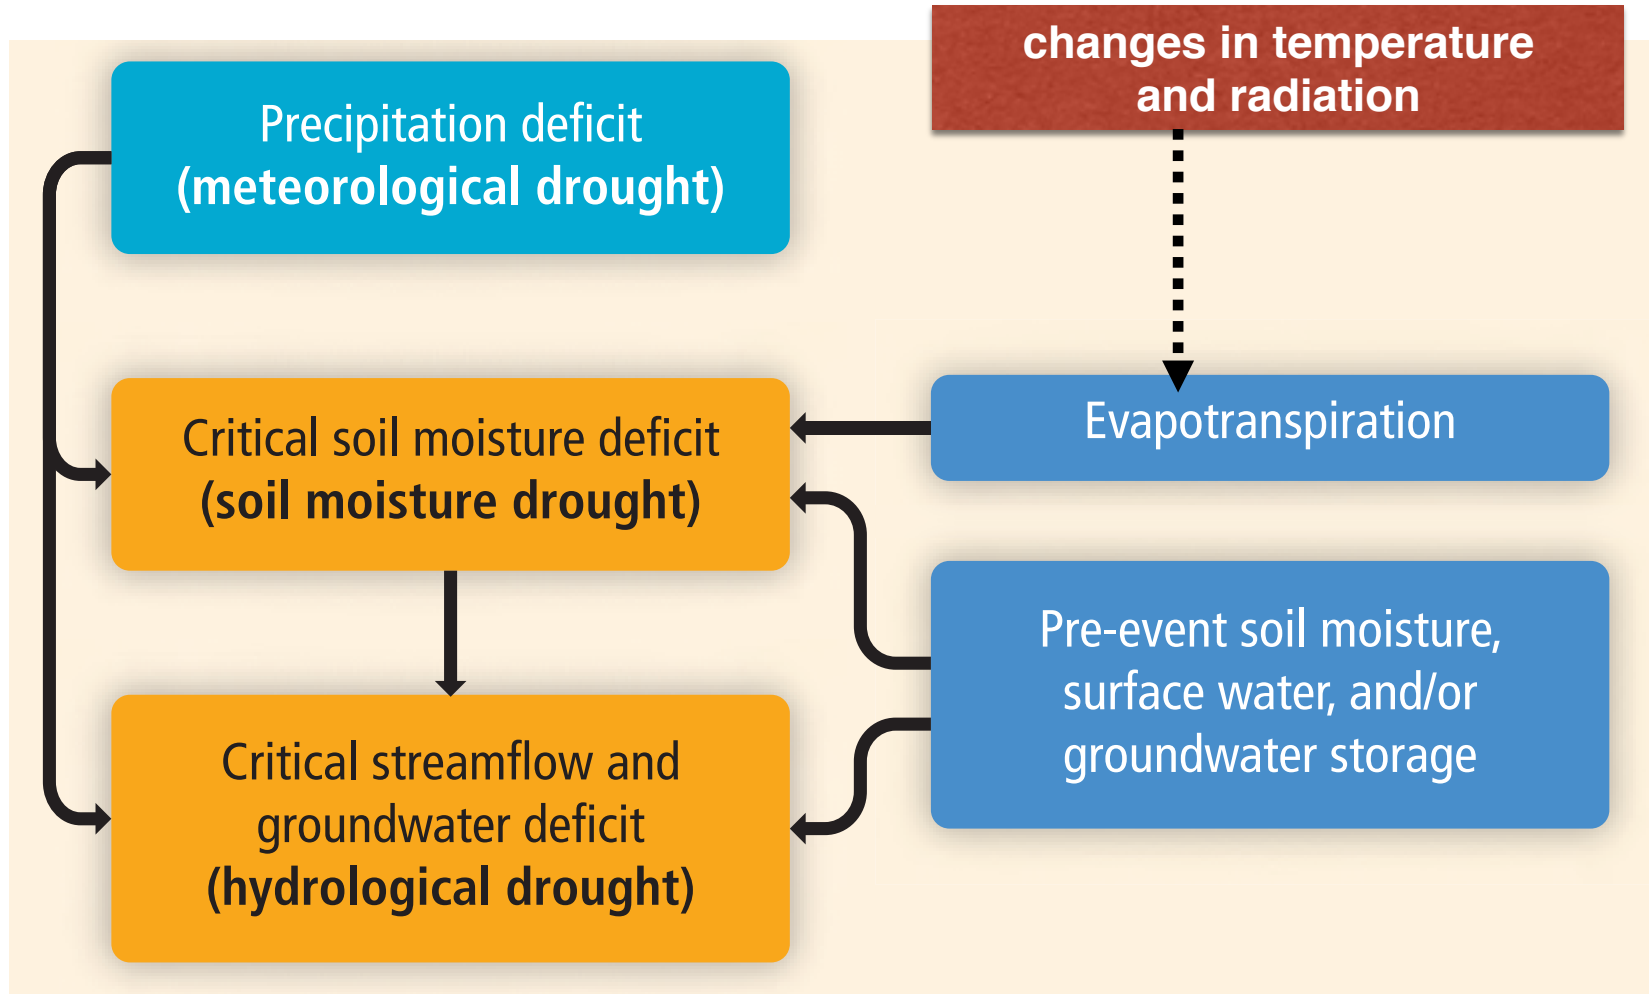 changes in temperature
and radiation
Precipitation deficit
(meteorological drought)
Critical soil moisture deficit
(soil moisture drought)
Evapotranspiration
Pre-event soil moisture,
surface water, and/or
groundwater storage
Critical streamflow and
groundwater deficit
(hydrological drought)